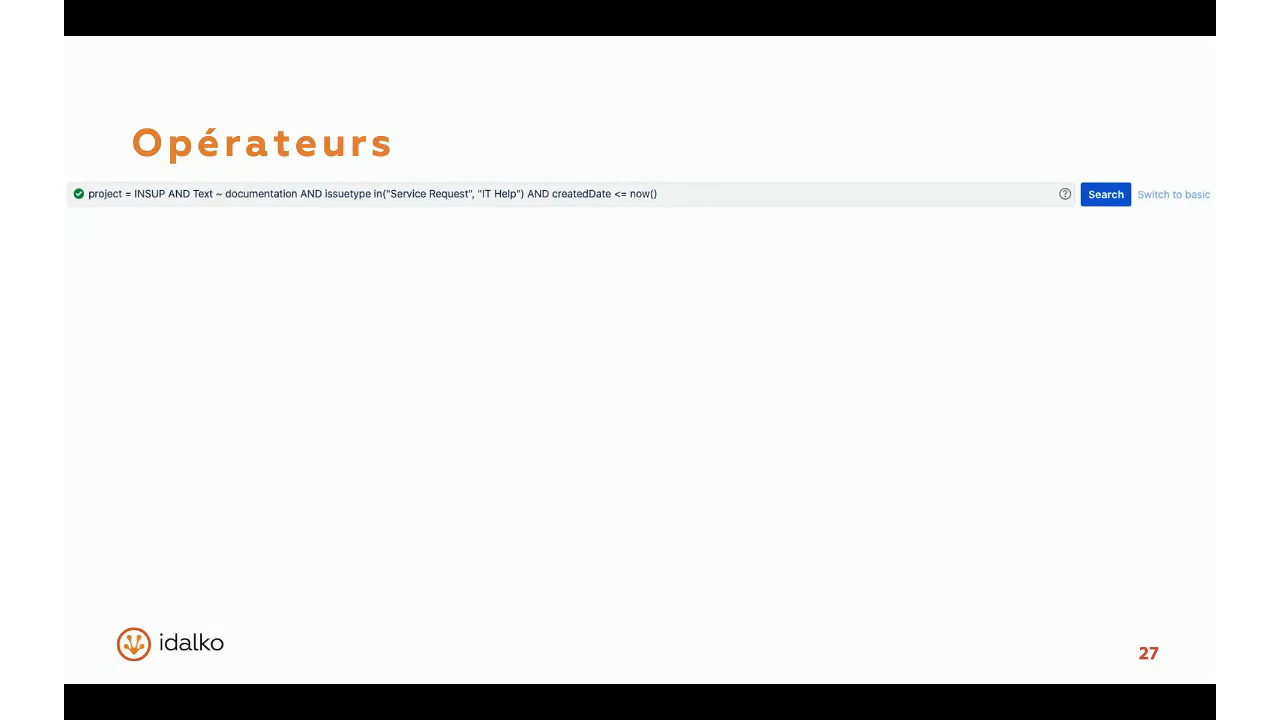 Opérateurs
project = INSUP AND Text ~ documentation AND issuetype in("Service Request", "IT Help") AND createdDate <= now() Search Switch to basic
idalko
27